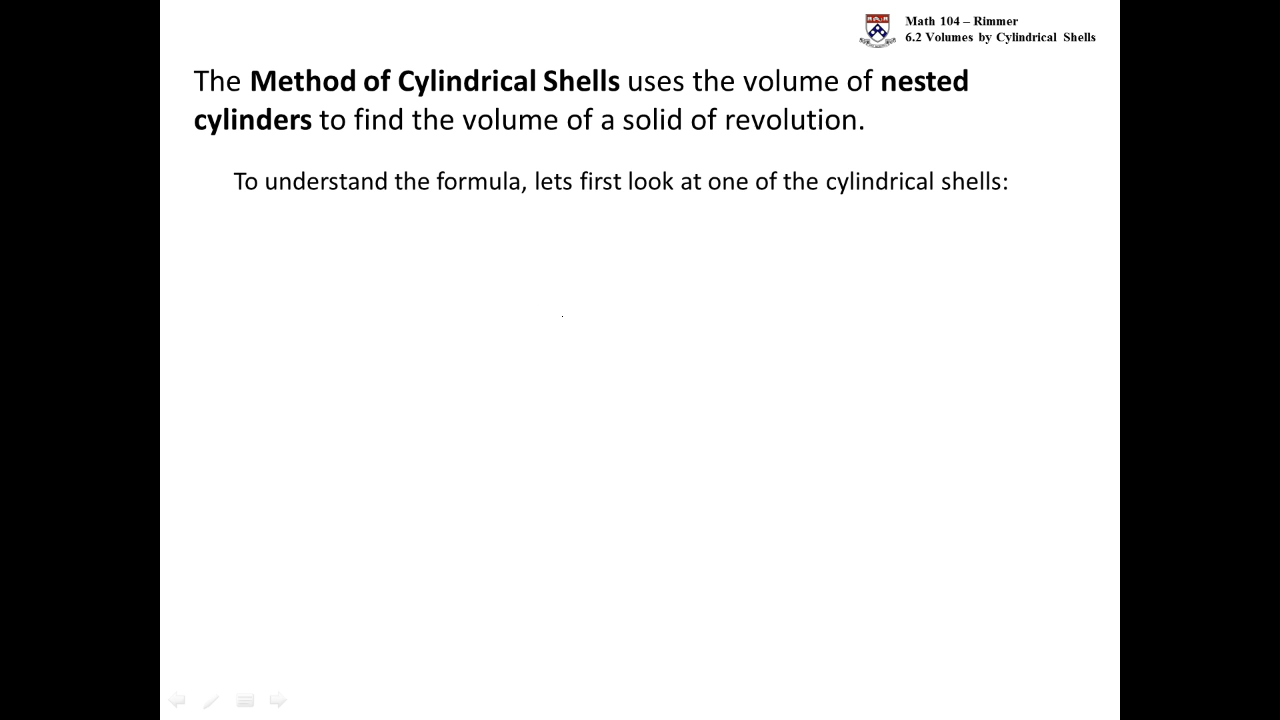 Math 104 – Rimmer
6.2 Volumes by Cylindrical Shells
The Method of Cylindrical Shells uses the volume of nested
cylinders to find the volume of a solid of revolution.
To understand the formula, lets first look at one of the cylindrical shells: